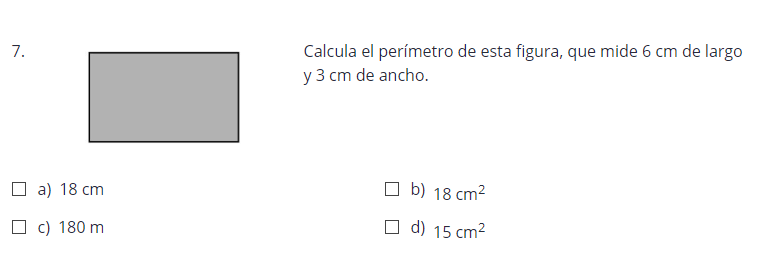 7.
Calcula el perímetro de esta figura, que mide 6 cm de largo
y 3 cm de ancho.
a) 18 cm
b) 18 cm²
c) 180 m
d) 15 cm²